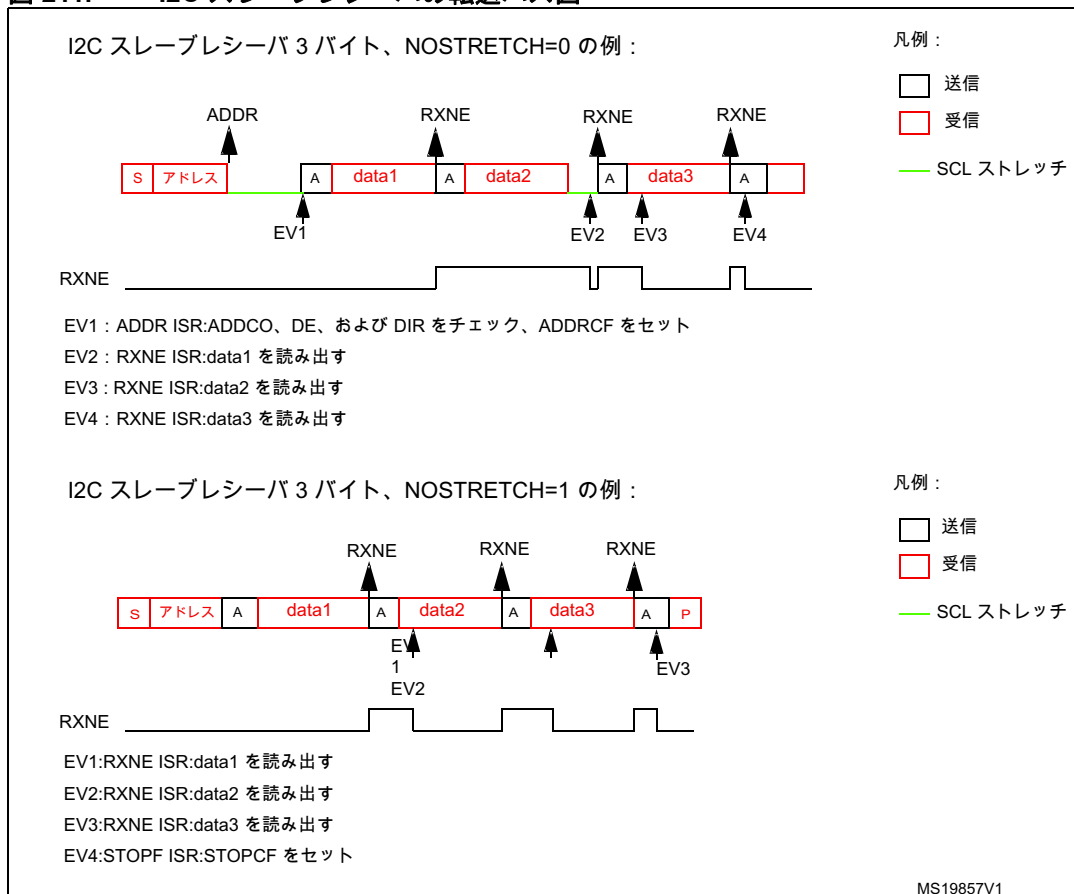 I2C スレーブレシーバ 3 バイト、NOSTRETCH=0 の例：
凡例：
送信
受信
SCL ストレッチ
ADDR RXNE RXNE RXNE
S アドレス A data1 A data2 A data3 A
EV1 EV2 EV3 EV4
RXNE
EV1：ADDR ISR:ADDCO、DE、および DIR をチェック、ADDRCF をセット
EV2：RXNE ISR:data1 を読み出す
EV3：RXNE ISR:data2 を読み出す
EV4：RXNE ISR:data3 を読み出す
I2C スレーブレシーバ 3 バイト、NOSTRETCH=1 の例：
凡例：
送信
受信
SCL ストレッチ
RXNE RXNE RXNE
S アドレス A data1 A data2 A data3 A P
EV
1
EV2
EV3
RXNE
EV1:RXNE ISR:data1 を読み出す
EV2:RXNE ISR:data2 を読み出す
EV3:RXNE ISR:data3 を読み出す
EV4:STOPF ISR:STOPCF をセット
MS19857V1